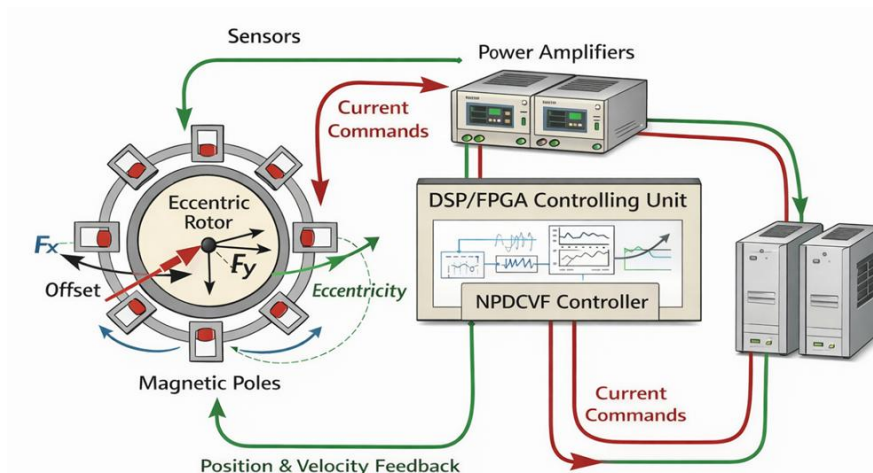 Sensors
Power Amplifiers
Current
Commands
DSP/FPGA Controlling Unit
Eccentric
Rotor
Fx
Fy
Offset
Eccentricity
NPDCVF Controller
Magnetic Poles
Current
Commands
Position & Velocity Feedback